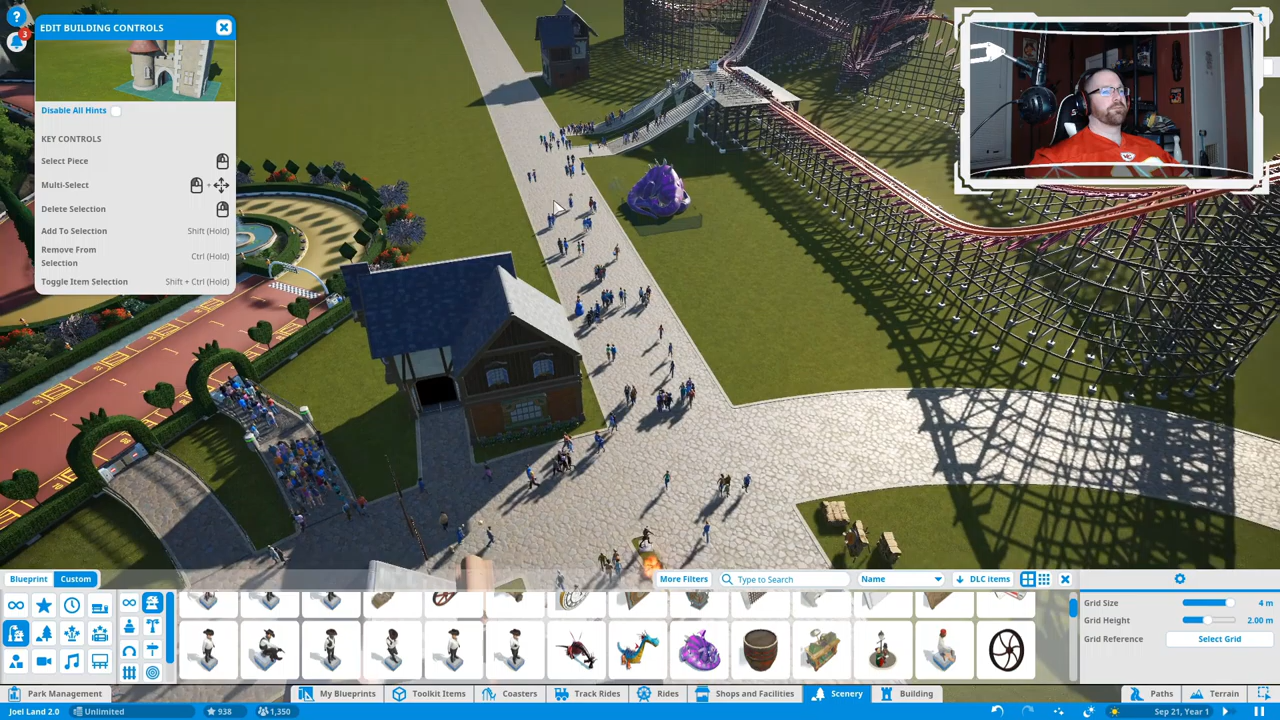 ?
3
EDIT BUILDING CONTROLS
Disable All Hints
KEY CONTROLS
Select Piece
Multi-Select
+
Delete Selection
Add To Selection Shift (Hold)
Remove From
Selection Ctrl (Hold)
Toggle Item Selection Shift + Ctrl (Hold)
Blueprint Custom More Filters Type to Search Name DLC items
Grid Size 4 m
Grid Height 2.00 m
Grid Reference Select Grid
Park Management My Blueprints Toolkit Items Coasters Track Rides Rides Shops and Facilities Scenery Building Paths Terrain
Joel Land 2.0 Unlimited 938 1,350 Sep 21, Year 1